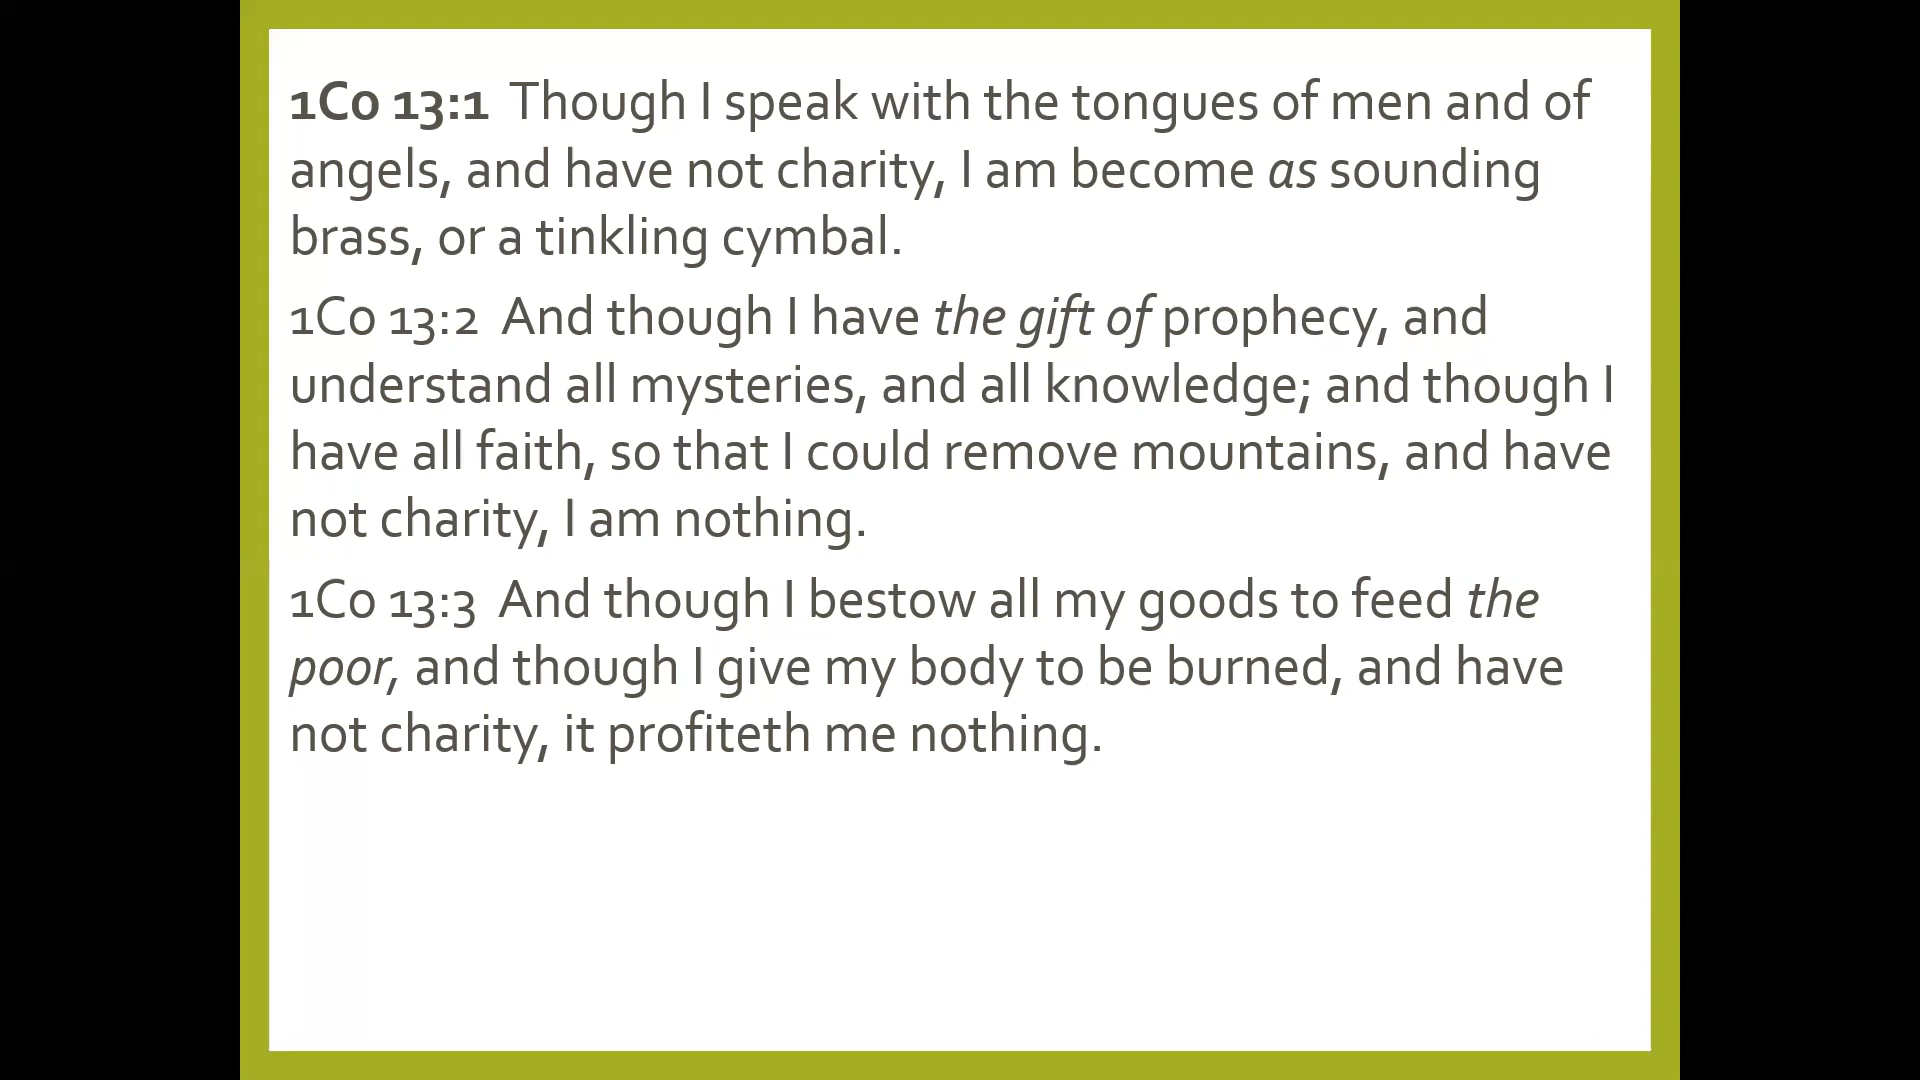 1Co 13:1  Though I speak with the tongues of men and of
angels, and have not charity, I am become as sounding
brass, or a tinkling cymbal.
1Co 13:2  And though I have the gift of prophecy, and
understand all mysteries, and all knowledge; and though I
have all faith, so that I could remove mountains, and have
not charity, I am nothing.
1Co 13:3  And though I bestow all my goods to feed the
poor, and though I give my body to be burned, and have
not charity, it profiteth me nothing.